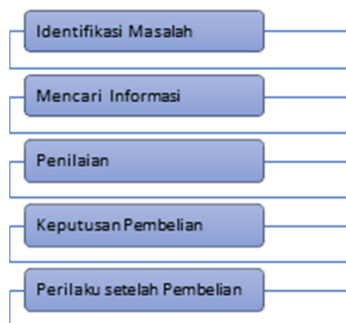 Identifikasi Masalah
Mencari Informasi
Penilaian
Keputusan Pembelian
Perilaku setelah Pembelian